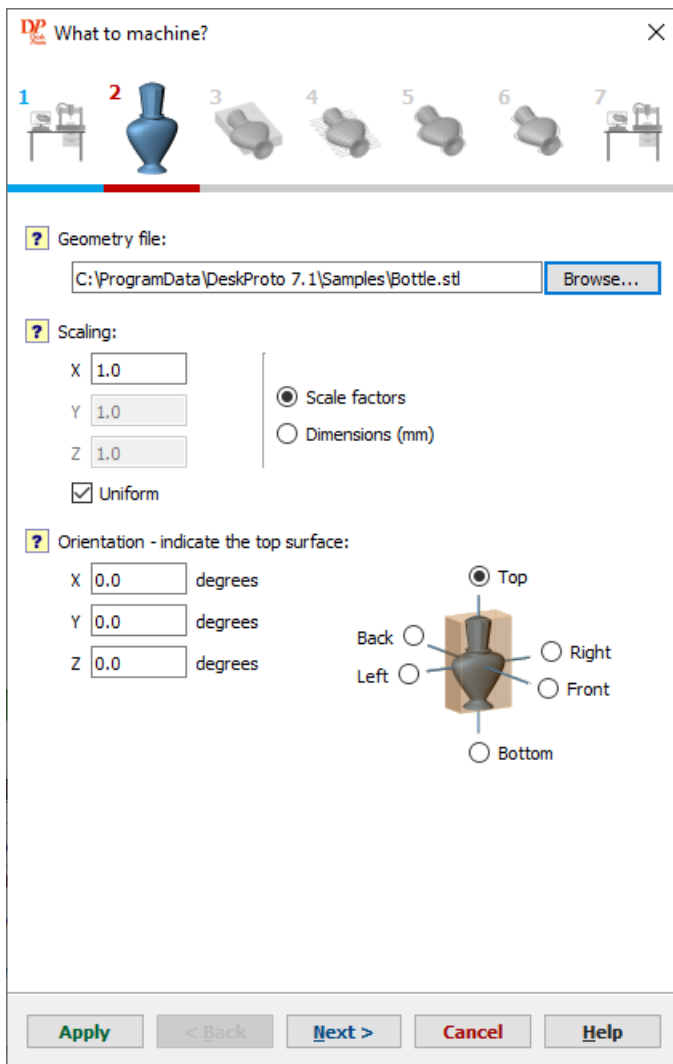 DP Desk Proto What to machine?
1 2 3 4 5 6 7
? Geometry file:
C:\ProgramData\DeskProto 7.1\Samples\Bottle.stl Browse...
? Scaling:
X 1.0
Scale factors
Y 1.0
Dimensions (mm)
Z 1.0
Uniform
? Orientation - indicate the top surface:
X 0.0 degrees
Top
Y 0.0 degrees
Back
Right
Z 0.0 degrees
Left
Front
Bottom
Apply < Back Next > Cancel Help